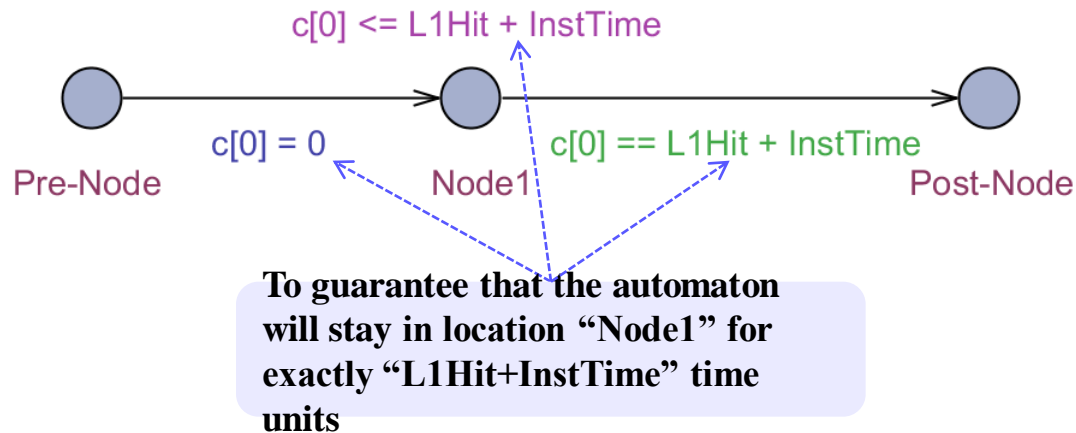 c[0] <= L1Hit + InstTime
c[0] = 0
c[0] == L1Hit + InstTime
Pre-Node
Node1
Post-Node
To guarantee that the automaton
will stay in location “Node1” for
exactly “L1Hit+InstTime” time
units